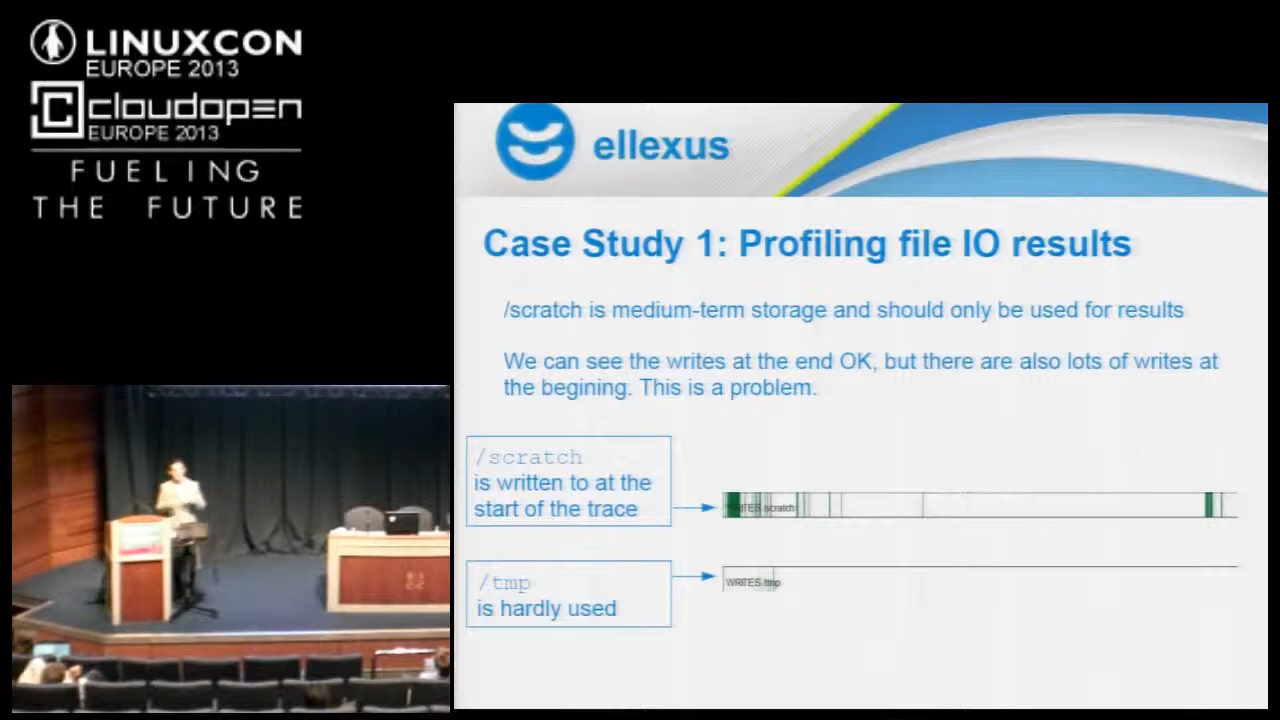 LINUXCON
EUROPE 2013
cloudopen
EUROPE 2013
FUELING
THE FUTURE
ellexus
Case Study 1: Profiling file IO results
/scratch is medium-term storage and should only be used for results
We can see the writes at the end OK, but there are also lots of writes at
the begining. This is a problem.
/scratch
is written to at the
start of the trace
WRITES /scratch
/tmp
is hardly used
WRITES /tmp